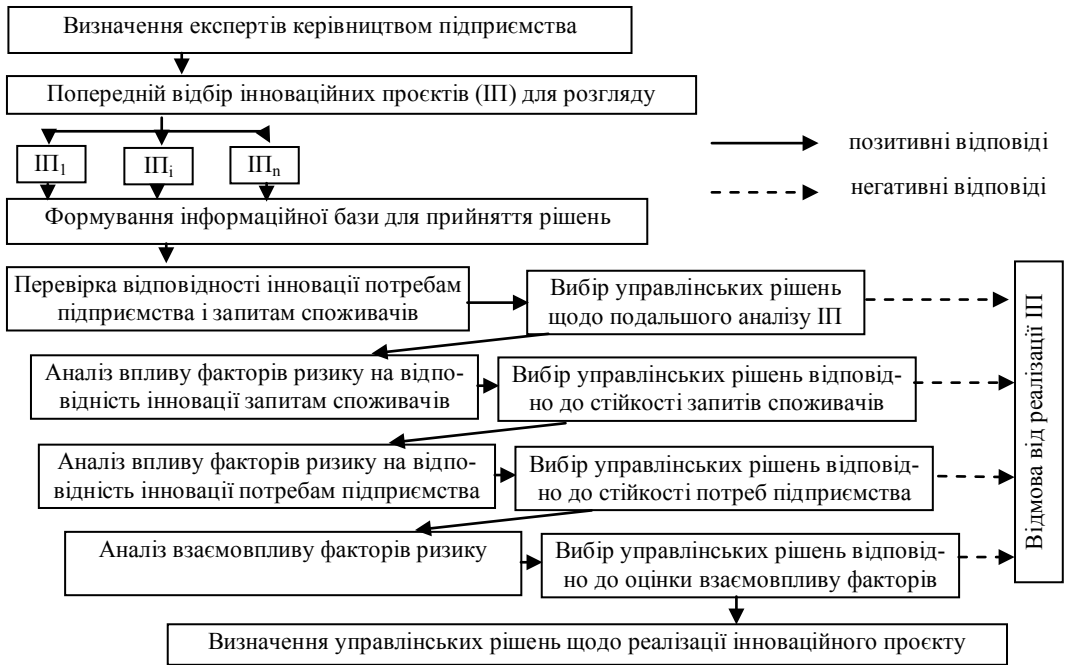 Визначення експертів керівництвом підприємства
Попередній відбір інноваційних проєктів (ІП) для розгляду
ІП1
ІПi
ІПn
позитивні відповіді
негативні відповіді
Формування інформаційної бази для прийняття рішень
Перевірка відповідності інновації потребам
підприємства і запитам споживачів
Вибір управлінських рішень
щодо подальшого аналізу ІП
Аналіз впливу факторів ризику на відпо-
відність інновації запитам споживачів
Вибір управлінських рішень відповід-
но до стійкості запитів споживачів
Аналіз впливу факторів ризику на відпо-
відність інновації потребам підприємства
Вибір управлінських рішень відповід-
но до стійкості потреб підприємства
Аналіз взаємовпливу факторів ризику
Вибір управлінських рішень відповід-
но до оцінки взаємовпливу факторів
Відмова від реалізації ІП
Визначення управлінських рішень щодо реалізації інноваційного проєкту